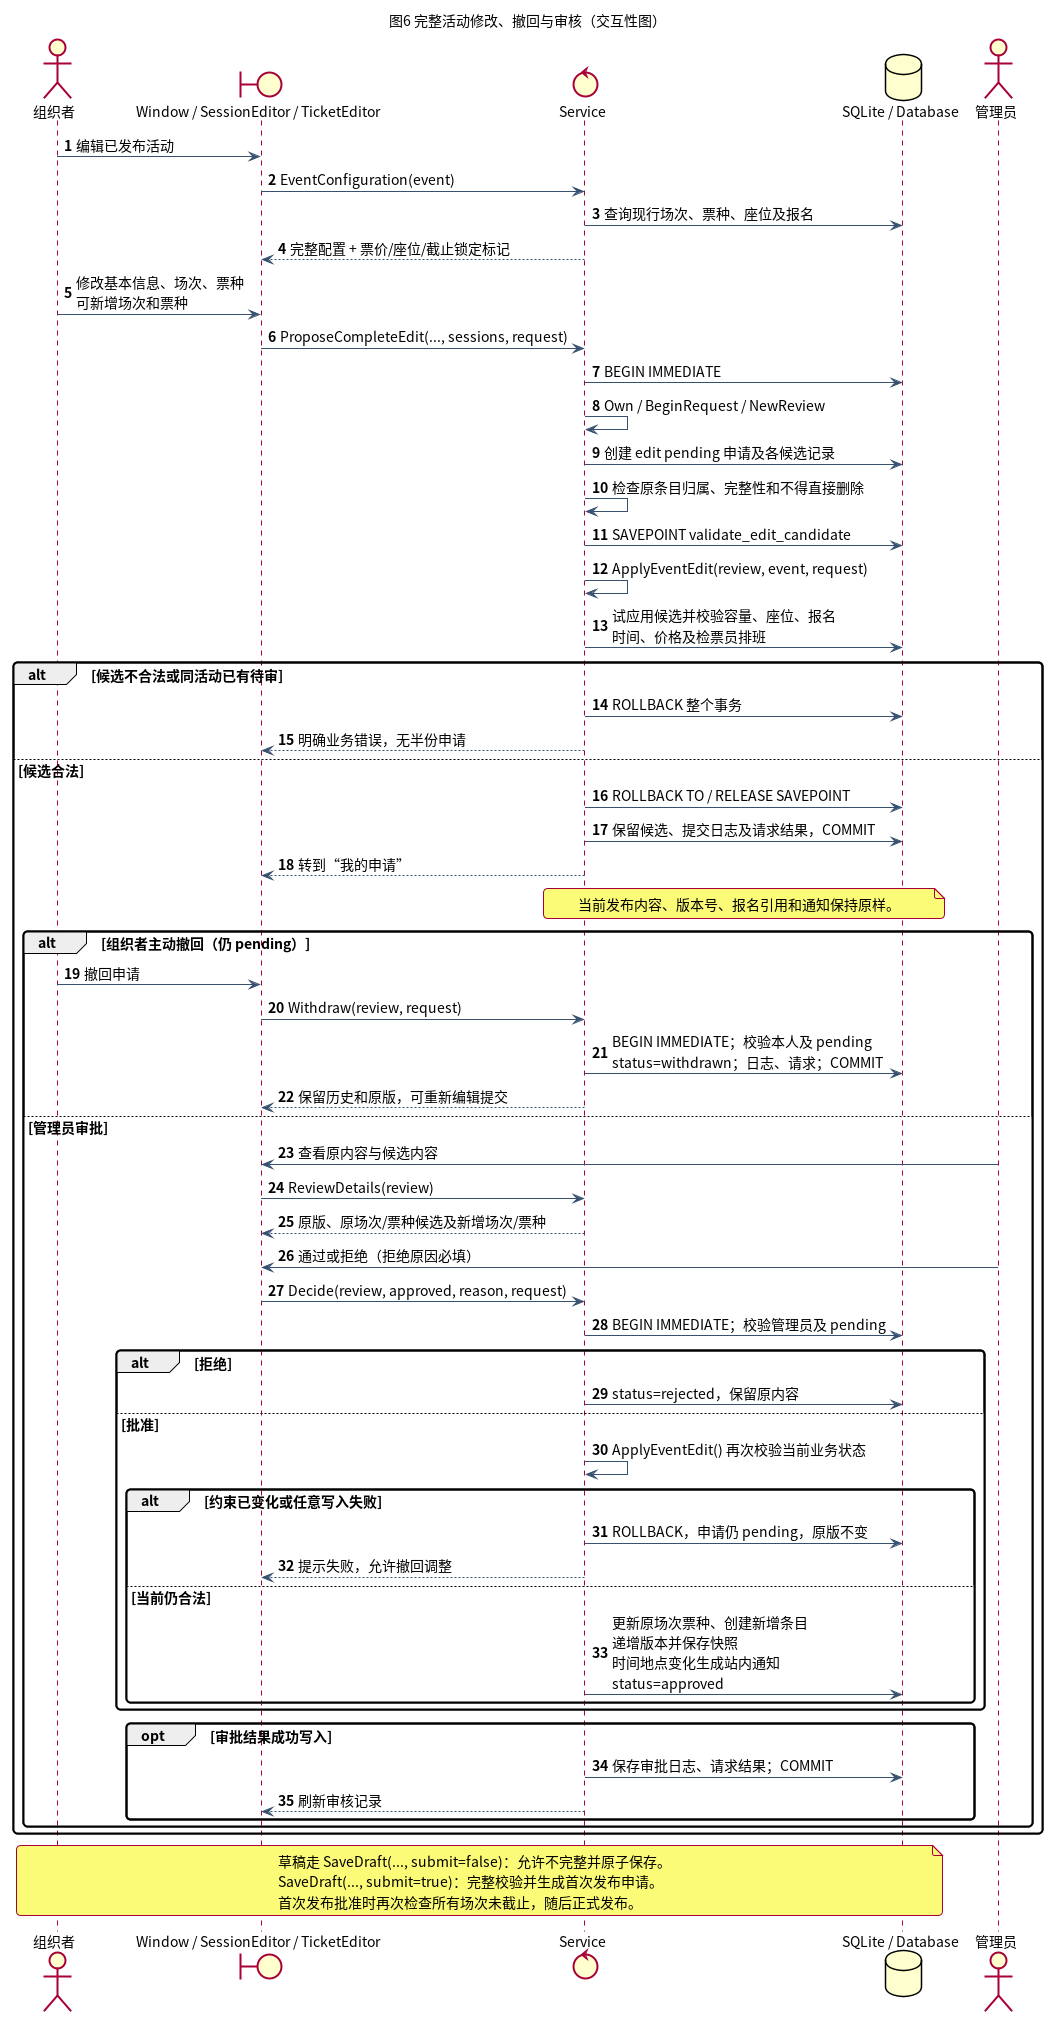 图6 完整活动修改、撤回与审核（交互性图）
组织者
Window / SessionEditor / TicketEditor
Service
SQLite / Database
管理员
1 编辑已发布活动
2 EventConfiguration(event)
3 查询现行场次、票种、座位及报名
4 完整配置 + 票价/座位/截止锁定标记
5 修改基本信息、场次、票种
可新增场次和票种
6 ProposeCompleteEdit(..., sessions, request)
7 BEGIN IMMEDIATE
8 Own / BeginRequest / NewReview
9 创建 edit pending 申请及各候选记录
10 检查原条目归属、完整性和不得直接删除
11 SAVEPOINT validate_edit_candidate
12 ApplyEventEdit(review, event, request)
13 试应用候选并校验容量、座位、报名
时间、价格及检票员排班
alt [候选不合法或同活动已有待审]
14 ROLLBACK 整个事务
15 明确业务错误，无半份申请
[候选合法]
16 ROLLBACK TO / RELEASE SAVEPOINT
17 保留候选、提交日志及请求结果，COMMIT
18 转到“我的申请”
当前发布内容、版本号、报名引用和通知保持原样。
alt [组织者主动撤回（仍 pending）]
19 撤回申请
20 Withdraw(review, request)
21 BEGIN IMMEDIATE；校验本人及 pending
status=withdrawn；日志、请求；COMMIT
22 保留历史和原版，可重新编辑提交
[管理员审批]
23 查看原内容与候选内容
24 ReviewDetails(review)
25 原版、原场次/票种候选及新增场次/票种
26 通过或拒绝（拒绝原因必填）
27 Decide(review, approved, reason, request)
28 BEGIN IMMEDIATE；校验管理员及 pending
alt [拒绝]
29 status=rejected，保留原内容
[批准]
30 ApplyEventEdit() 再次校验当前业务状态
alt [约束已变化或任意写入失败]
31 ROLLBACK，申请仍 pending，原版不变
32 提示失败，允许撤回调整
[当前仍合法]
33 更新原场次票种、创建新增条目
递增版本并保存快照
时间地点变化生成站内通知
status=approved
opt [审批结果成功写入]
34 保存审批日志、请求结果；COMMIT
35 刷新审核记录
草稿走 SaveDraft(..., submit=false)：允许不完整并原子保存。
SaveDraft(..., submit=true)：完整校验并生成首次发布申请。
首次发布批准时再次检查所有场次未截止，随后正式发布。
组织者
Window / SessionEditor / TicketEditor
Service
SQLite / Database
管理员